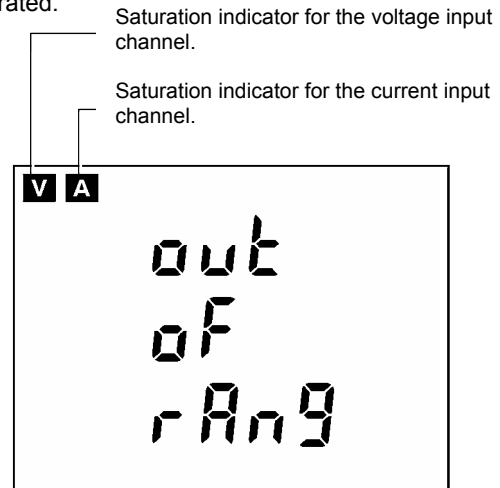 rated.
Saturation indicator for the voltage input
channel.
Saturation indicator for the current input
channel.
V A
out
oF
rAng